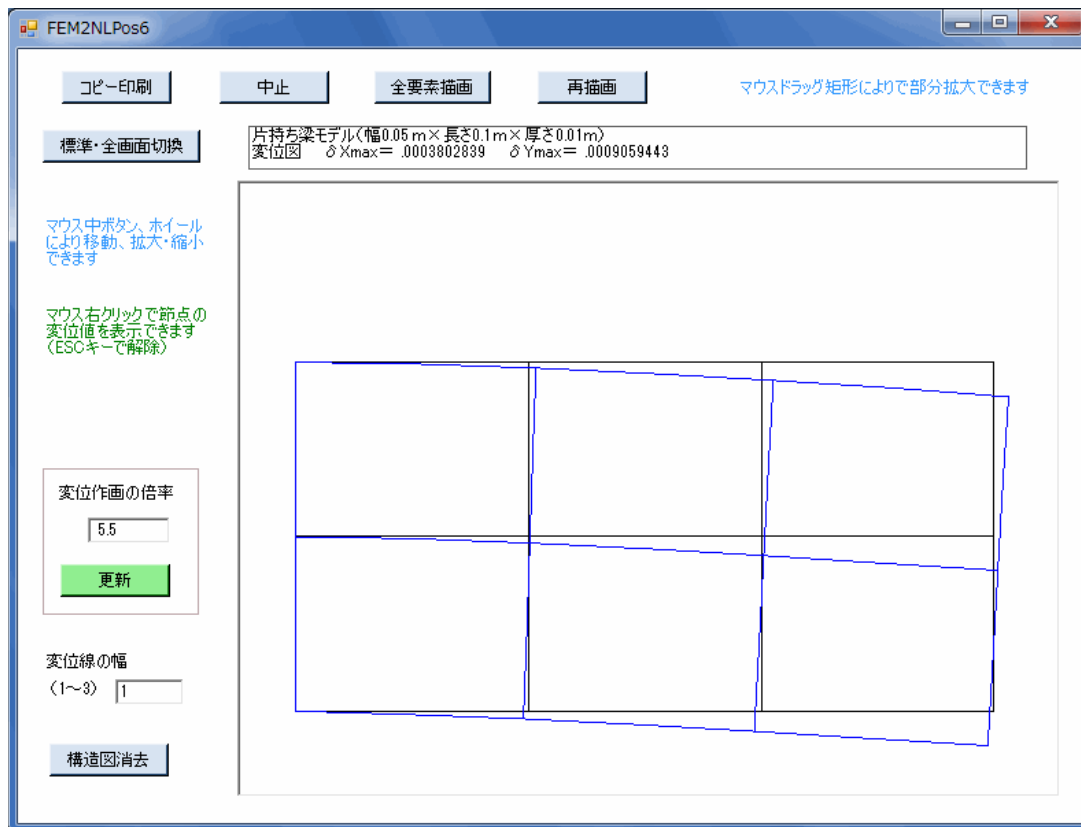 FEM2NLPos6
コピー印刷
中止
全要素描画
再描画
マウスドラッグ矩形によりで部分拡大できます
標準・全画面切換
片持ち梁モデル(幅0.05m×長さ0.1m×厚さ0.01m)
変位図 δXmax= .0003802839 δYmax= .0009059443
マウス中ボタン、ホイール
により移動、拡大・縮小
できます
マウス右クリックで節点の
変位値を表示できます
(ESCキーで解除)
変位作画の倍率
5.5
更新
変位線の幅
(1~3) 1
構造図消去